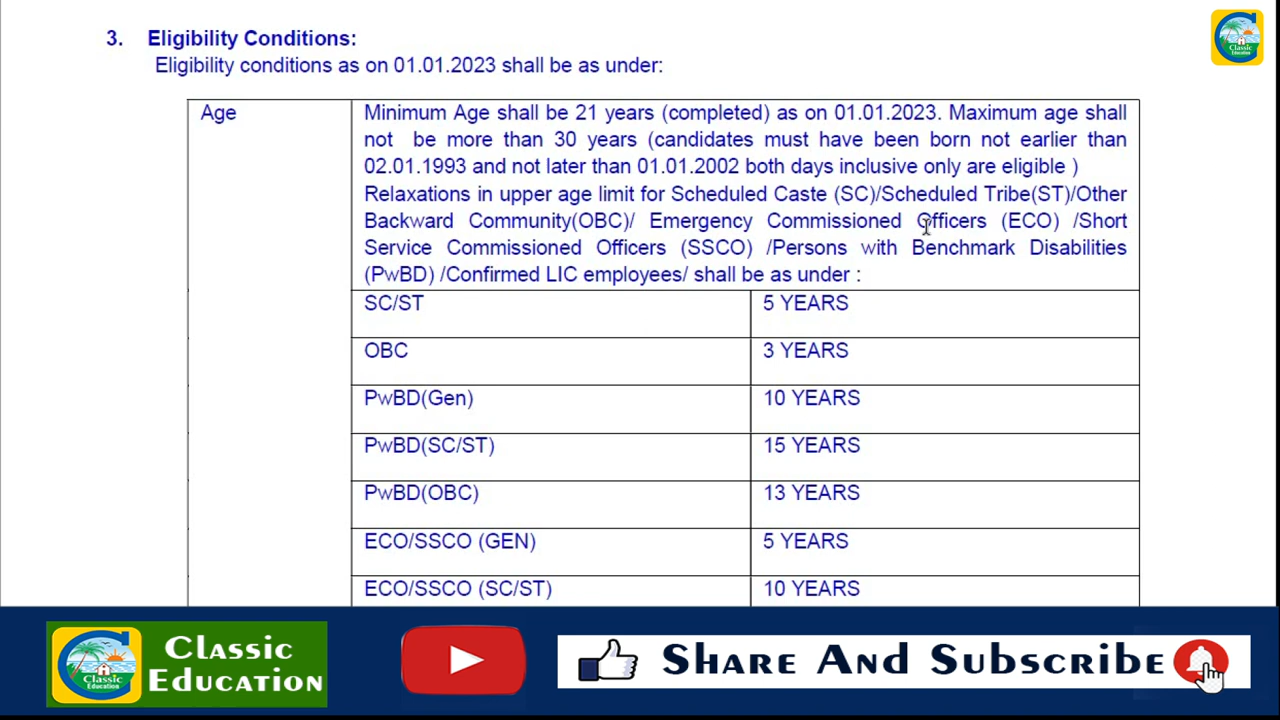 Classic
Education
3. Eligibility Conditions:
Eligibility conditions as on 01.01.2023 shall be as under:
Age
Minimum Age shall be 21 years (completed) as on 01.01.2023. Maximum age shall
not be more than 30 years (candidates must have been born not earlier than
02.01.1993 and not later than 01.01.2002 both days inclusive only are eligible )
Relaxations in upper age limit for Scheduled Caste (SC)/Scheduled Tribe(ST)/Other
Backward Community(OBC)/ Emergency Commissioned Officers (ECO) /Short
Service Commissioned Officers (SSCO) /Persons with Benchmark Disabilities
(PwBD) /Confirmed LIC employees/ shall be as under :
SC/ST 5 YEARS
OBC 3 YEARS
PwBD(Gen) 10 YEARS
PwBD(SC/ST) 15 YEARS
PwBD(OBC) 13 YEARS
ECO/SSCO (GEN) 5 YEARS
ECO/SSCO (SC/ST) 10 YEARS
Classic
Education
Classic
Education
Share And Subscribe